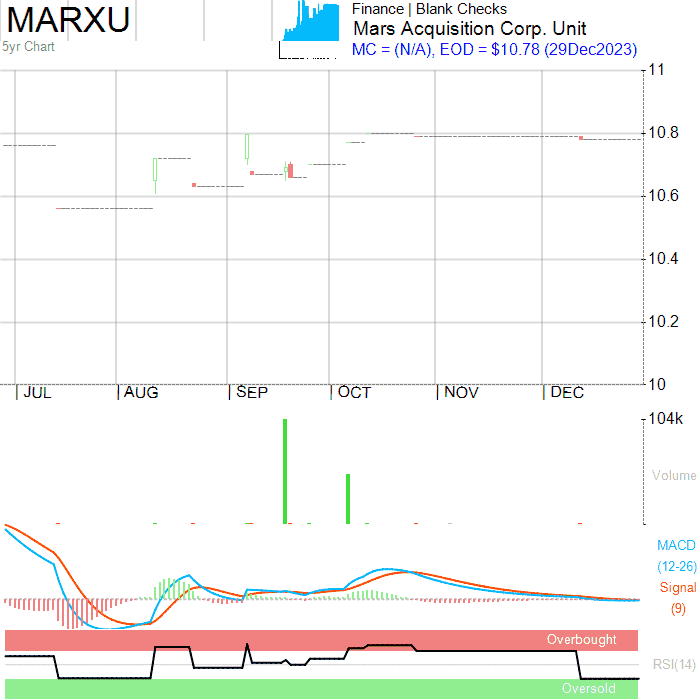 MARXU
5yr Chart
Finance | Blank Checks
Mars Acquisition Corp. Unit
MC = (N/A), EOD = $10.78 (29Dec2023)
11
10.8
10.6
10.4
10.2
10
| JUL | AUG | SEP | OCT | NOV | DEC
104k
Volume
MACD
(12-26)
Signal
(9)
Overbought
RSI(14)
Oversold